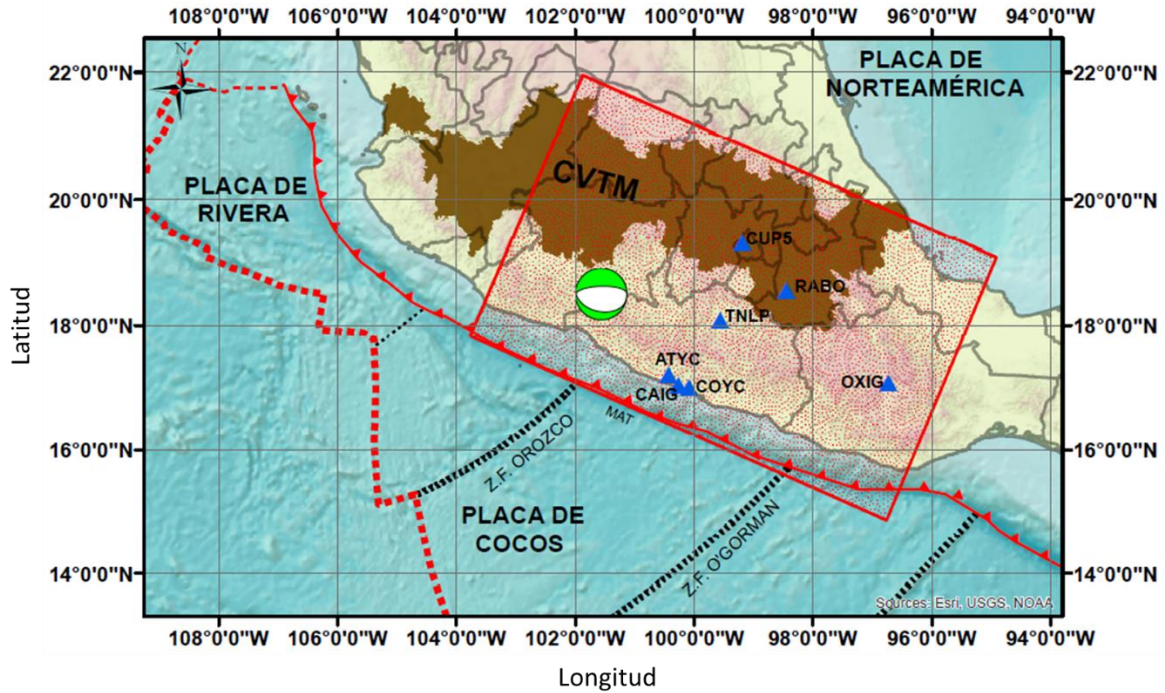 108°0'0"W 106°0'0"W 104°0'0"W 102°0'0"W 100°0'0"W 98°0'0"W 96°0'0"W 94°0'0"W
N
PLACA DE
NORTEAMÉRICA
22°0'0"N 22°0'0"N
PLACA DE
RIVERA
CVTM
20°0'0"N 20°0'0"N
CUP5
RABO
TNLP
18°0'0"N 18°0'0"N
ATYC
CAIG COYC
OXIG
MAT
16°0'0"N 16°0'0"N
Z.F. OROZCO
PLACA DE
COCOS
Z.F. O'GORMAN
14°0'0"N 14°0'0"N
Sources: Esri, USGS, NOAA
108°0'0"W 106°0'0"W 104°0'0"W 102°0'0"W 100°0'0"W 98°0'0"W 96°0'0"W 94°0'0"W
Latitud
Longitud